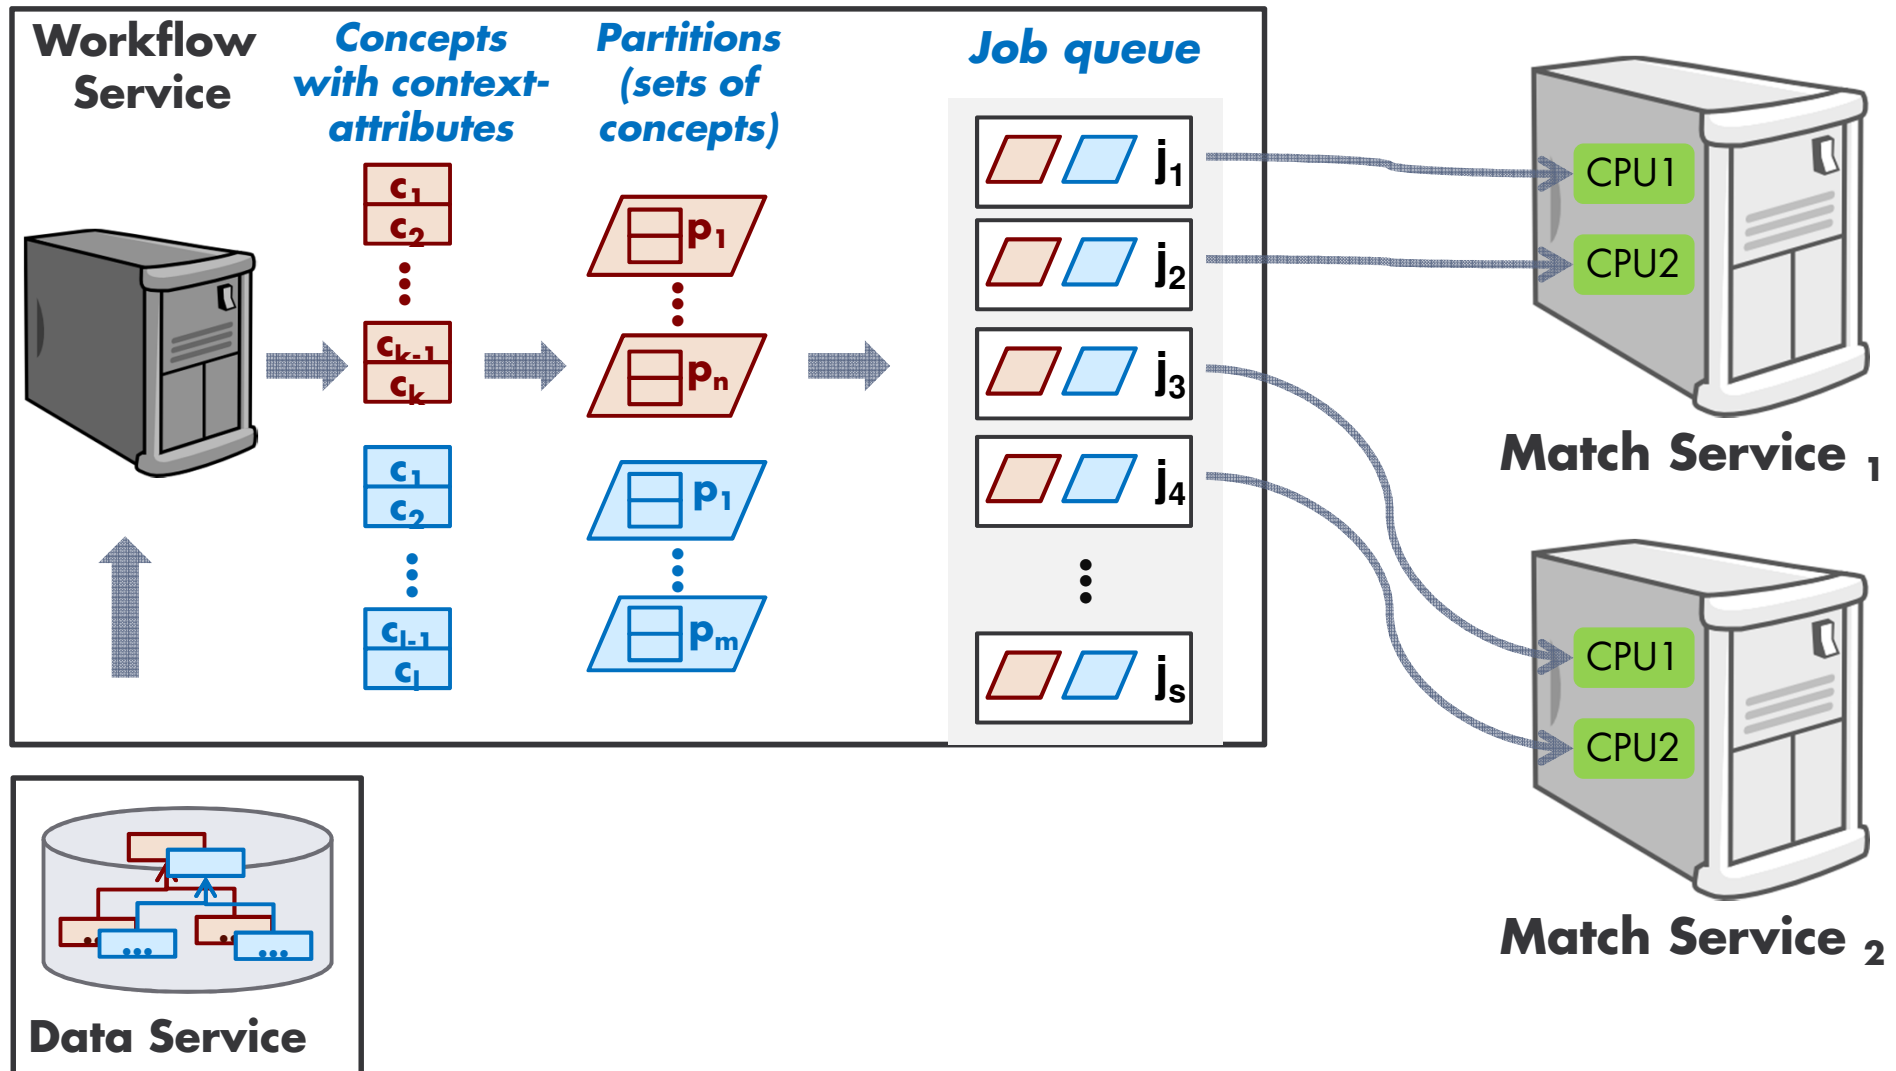 Workflow
Service
Concepts
with context-
attributes
Partitions
(sets of
concepts)
Job queue
c1
c2
ck-1
ck
c1
c2
cl-1
cl
p1
pn
p1
pm
j1
j2
j3
j4
js
CPU1
CPU2
Match Service 1
CPU1
CPU2
Match Service 2
Data Service